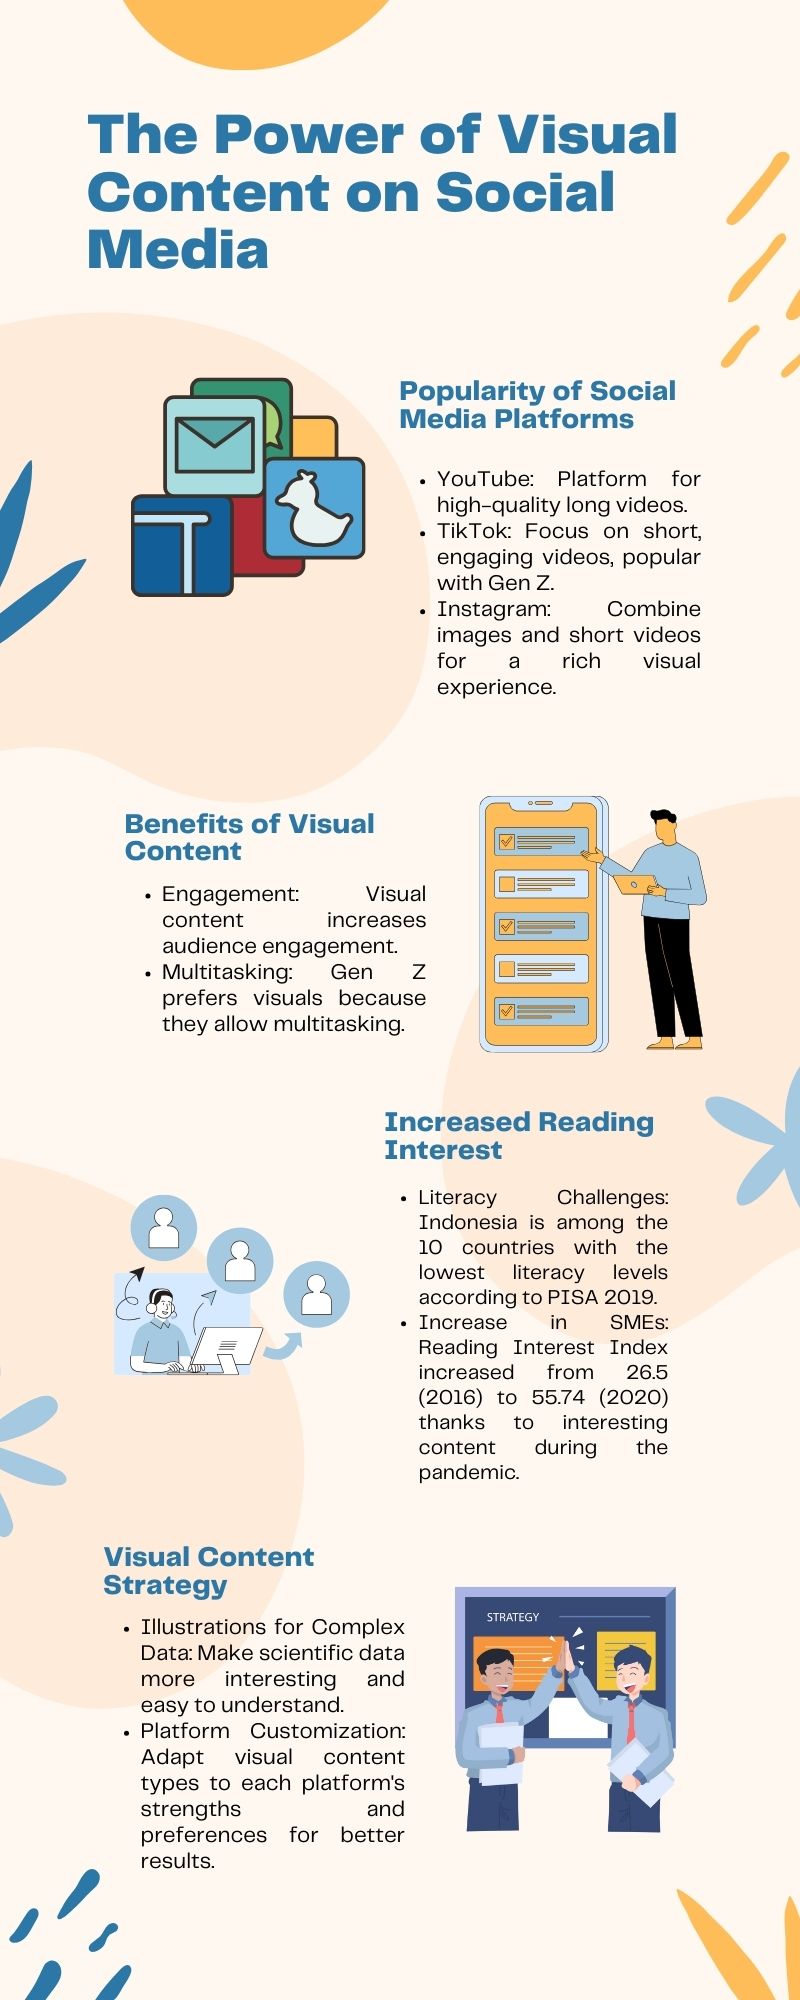 The Power of Visual
Content on Social
Media
Popularity of Social
Media Platforms
• YouTube: Platform for
high-quality long videos.
• TikTok: Focus on short,
engaging videos, popular
with Gen Z.
• Instagram: Combine
images and short videos
for a rich visual
experience.
Benefits of Visual
Content
• Engagement: Visual
content increases
audience engagement.
• Multitasking: Gen Z
prefers visuals because
they allow multitasking.
Increased Reading
Interest
• Literacy Challenges:
Indonesia is among the
10 countries with the
lowest literacy levels
according to PISA 2019.
• Increase in SMEs:
Reading Interest Index
increased from 26.5
(2016) to 55.74 (2020)
thanks to interesting
content during the
pandemic.
Visual Content
Strategy
• Illustrations for Complex
Data: Make scientific data
more interesting and
easy to understand.
• Platform Customization:
Adapt visual content
types to each platform's
strengths and
preferences for better
results.
STRATEGY